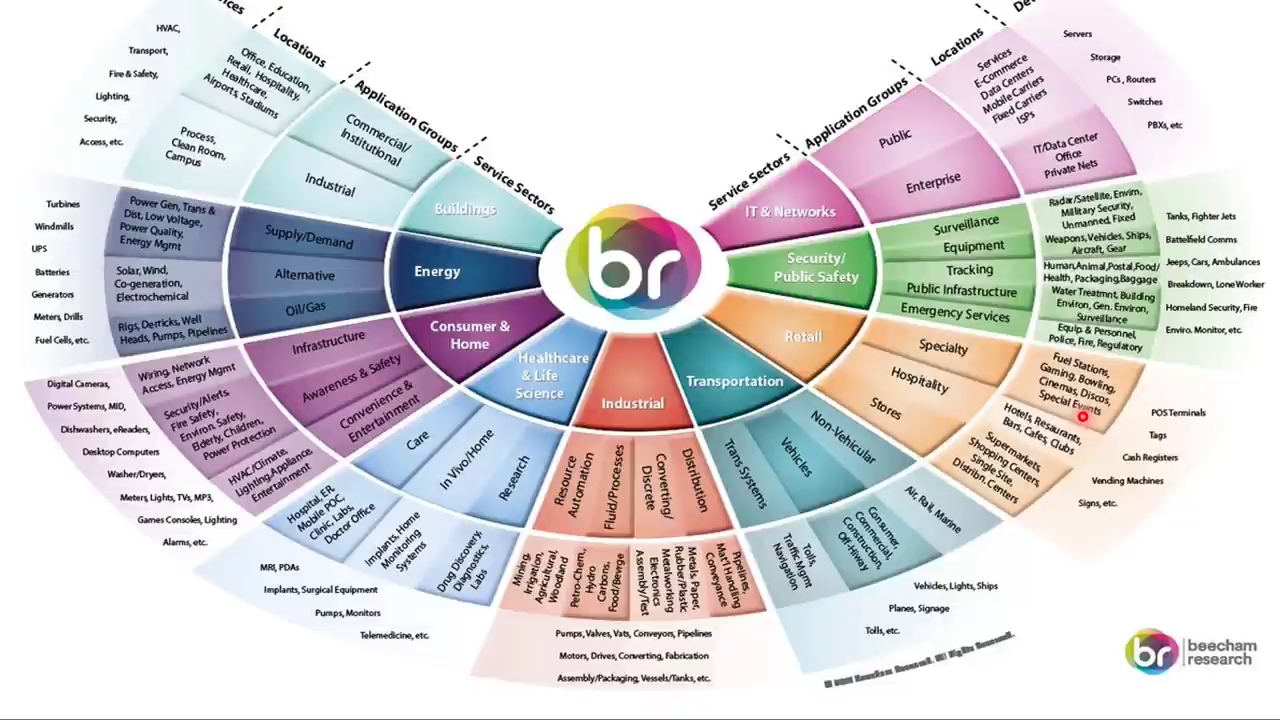 Locations
Application Groups
Service Sectors
Service Sectors
Application Groups
Locations
HVAC,
Transport,
Fire & Safety,
Lighting,
Security,
Access, etc.
Office, Education,
Retail, Hospitality,
Healthcare,
Airports, Stadiums
Process,
Clean Room,
Campus
Commercial/
Institutional
Industrial
Buildings
Turbines
Windmills
UPS
Batteries
Generators
Meters, Drills
Fuel Cells, etc.
Power Gen, Trans &
Dist, Low Voltage,
Power Quality,
Energy Mgmt
Solar, Wind,
Co-generation,
Electrochemical
Rigs, Derricks, Well
Heads, Pumps, Pipelines
Supply/Demand
Alternative
Oil/Gas
Energy
Digital Cameras,
Power Systems, MID,
Dishwashers, eReaders,
Desktop Computers
Washer/Dryers,
Meters, Lights, TVs, MP3,
Games Consoles, Lighting
Alarms, etc.
Wiring, Network
Access, Energy Mgmt
Security/Alerts
Fire Safety,
Environ. Safety,
Elderly, Children,
Power Protection
HVAC/Climate,
Lighting, Appliance,
Entertainment
Infrastructure
Awareness & Safety
Convenience &
Entertainment
Consumer &
Home
MRI, PDAs
Implants, Surgical Equipment
Pumps, Monitors
Telemedicine, etc.
Hospital, ER,
Mobile POC,
Clinic, Labs,
Doctor Office
Implants, Home
Monitoring
Systems
Drug Discovery,
Diagnostics,
Labs
Care
In Vivo/Home
Research
Healthcare
& Life
Science
Industrial
Resource
Automation
Fluid/Processes
Converting/
Discrete
Distribution
Mining,
Irrigation,
Agricultural,
Woodland
Petro-Chem.,
Hydro
Carbons,
Food/Bevrge
Metals, Paper,
Rubber/Plastic
Metalworking
Electronics
Assembly/Test
Pipelines,
Mat'l Handling
Conveyance
Pumps, Valves, Vats, Conveyors, Pipelines
Motors, Drives, Converting, Fabrication
Assembly/Packaging, Vessels/Tanks, etc.
Transportation
Trans Systems
Vehicles
Non-Vehicular
Tolls,
Traffic Mgmt
Navigation
Consumer,
Commercial,
Construction,
Off-Hiway
Air, Rail, Marine
Vehicles, Lights, Ships
Planes, Signage
Tolls, etc.
Retail
Specialty
Hospitality
Stores
Fuel Stations,
Gaming, Bowling,
Cinemas, Discos,
Special Events
Hotels, Restaurants,
Bars, Cafes, Clubs
Supermarkets,
Shopping Centers,
Single Site,
Distribn, Centers
POS Terminals
Tags
Cash Registers
Vending Machines
Signs, etc.
Security/
Public Safety
Surveillance
Equipment
Tracking
Public Infrastructure
Emergency Services
Radar/Satellite, Envirn,
Miilitary Security,
Unmanned, Fixed
Weapons, Vehicles, Ships,
Aircraft, Gear
Human,Animal,Postal,Food/
Health, Packaging,Baggage
Water Treatmnt, Building
Environ, Gen. Environ,
Surveillance
Equip. & Personnel,
Police, Fire, Regulatory
Tanks, Fighter Jets
Battelfield Comms
Jeeps, Cars, Ambulances
Breakdown, Lone Worker
Homeland Security, Fire
Enviro. Monitor, etc.
IT & Networks
Public
Enterprise
Services
E-Commerce
Data Centers
Mobile Carriers
Fixed Carriers
ISPs
IT/Data Center
Office
Private Nets
Servers
Storage
PCs, Routers
Switches
PBXs, etc
br
br
beecham
research